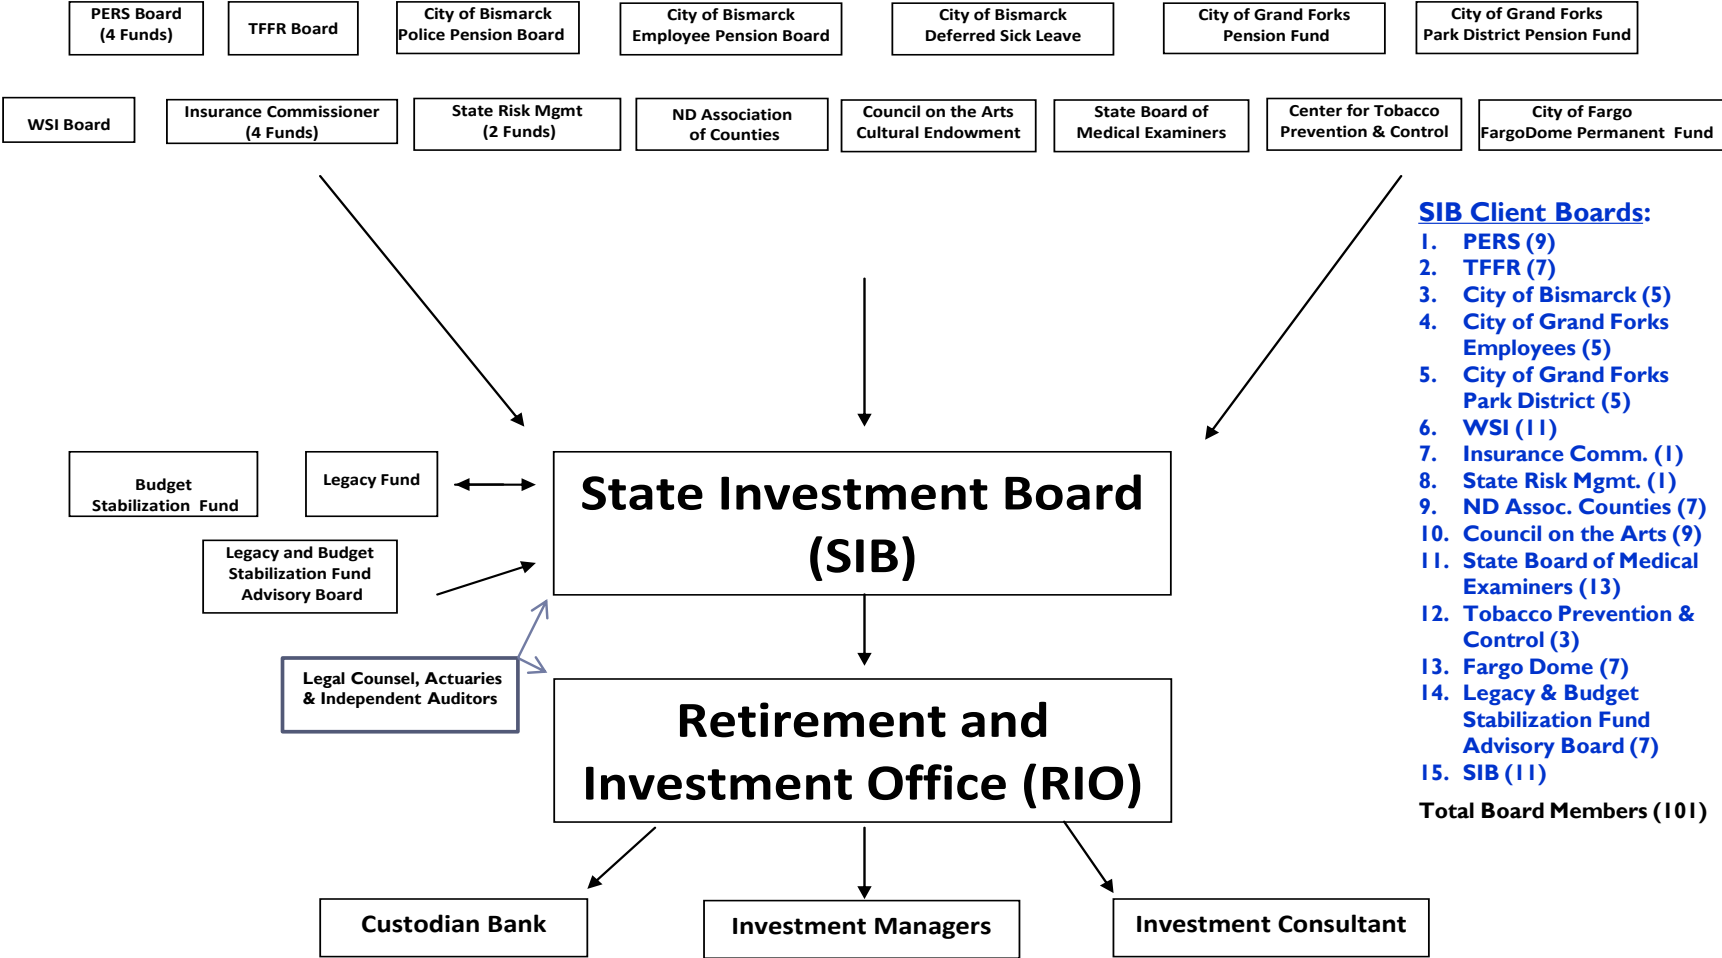 PERS Board
(4 Funds)
TFFR Board
City of Bismarck
Police Pension Board
City of Bismarck
Employee Pension Board
City of Bismarck
Deferred Sick Leave
City of Grand Forks
Pension Fund
City of Grand Forks
Park District Pension Fund
WSI Board
Insurance Commissioner
(4 Funds)
State Risk Mgmt
(2 Funds)
ND Association
of Counties
Council on the Arts
Cultural Endowment
State Board of
Medical Examiners
Center for Tobacco
Prevention & Control
City of Fargo
FargoDome Permanent Fund
SIB Client Boards:
1. PERS (9)
2. TFFR (7)
3. City of Bismarck (5)
4. City of Grand Forks
Employees (5)
5. City of Grand Forks
Park District (5)
6. WSI (11)
7. Insurance Comm. (1)
8. State Risk Mgmt. (1)
9. ND Assoc. Counties (7)
10. Council on the Arts (9)
11. State Board of Medical
Examiners (13)
12. Tobacco Prevention &
Control (3)
13. Fargo Dome (7)
14. Legacy & Budget
Stabilization Fund
Advisory Board (7)
15. SIB (11)
Total Board Members (101)
Budget
Stabilization Fund
Legacy Fund
State Investment Board
(SIB)
Legacy and Budget
Stabilization Fund
Advisory Board
Legal Counsel, Actuaries
& Independent Auditors
Retirement and
Investment Office (RIO)
Custodian Bank
Investment Managers
Investment Consultant